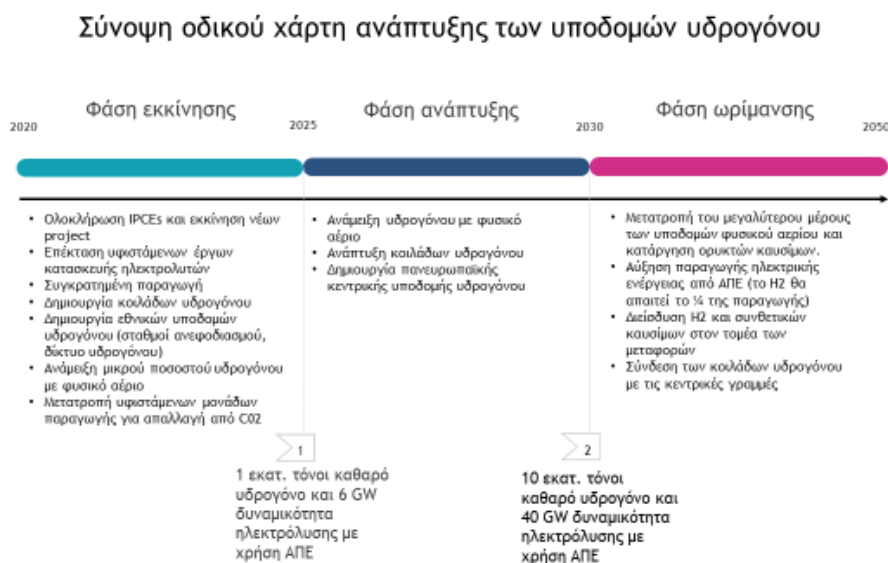 Σύνοψη οδικού χάρτη ανάπτυξης των υποδομών υδρογόνου
Φάση εκκίνησης
Φάση ανάπτυξης
Φάση ωρίμανσης
2020
2025
2030
2050
• Ολοκλήρωση IPCEs και εκκίνηση νέων
project
• Επέκταση υφιστάμενων έργων
κατασκευής ηλεκτρολυτών
• Συγκρατημένη παραγωγή
• Δημιουργία κοιλάδων υδρογόνου
• Δημιουργία εθνικών υποδομών
υδρογόνου (σταθμοί ανεφοδιασμού,
δίκτυο υδρογόνου)
• Ανάμειξη μικρού ποσοστού υδρογόνου
με φυσικό αέριο
• Μετατροπή υφιστάμενων μονάδων
παραγωγής για απαλλαγή από C02
• Ανάμειξη υδρογόνου με φυσικό
αέριο
• Ανάπτυξη κοιλάδων υδρογόνου
• Δημιουργία πανευρωπαϊκής
κεντρικής υποδομής υδρογόνου
• Μετατροπή του μεγαλύτερου μέρους
των υποδομών φυσικού αερίου και
κατάργηση ορυκτών καυσίμων.
• Αύξηση παραγωγής ηλεκτρικής
ενέργειας από ΑΠΕ (το H2 θα
απαιτεί το ¼ της παραγωγής)
• Διείσδυση H2 και συνθετικών
καυσίμων στον τομέα των
μεταφορών
• Σύνδεση των κοιλάδων υδρογόνου
με τις κεντρικές γραμμές
1
1 εκατ. τόνοι καθαρό
υδρογόνο και 6 GW
δυναμικότητα
ηλεκτρόλυσης με
χρήση ΑΠΕ
2
10 εκατ. τόνοι
καθαρό υδρογόνο και
40 GW δυναμικότητα
ηλεκτρόλυσης με
χρήση ΑΠΕ